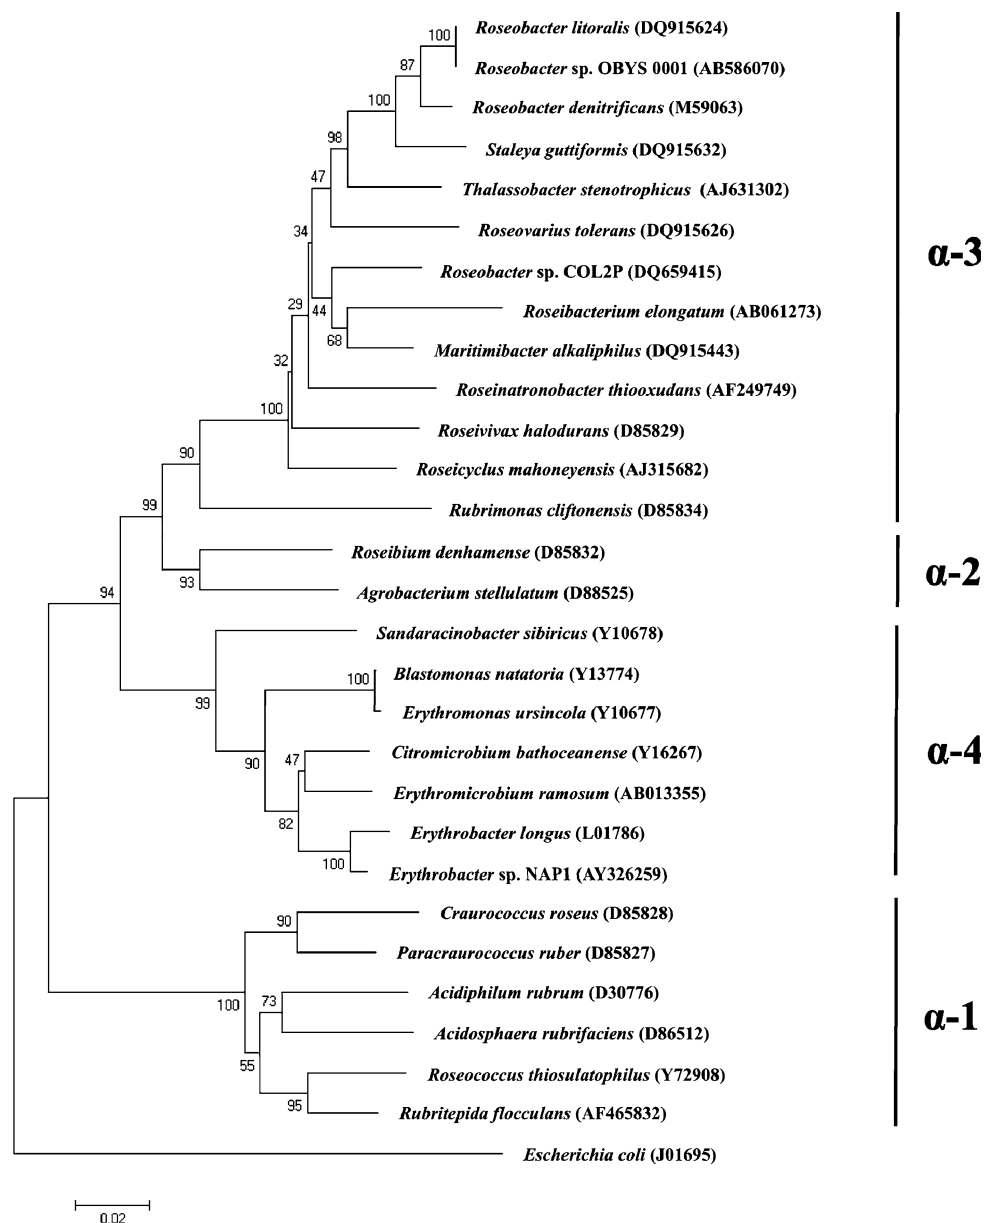 Roseobacter litoralis (DQ915624)
100
Roseobacter sp. OBYS 0001 (AB586070)
87
Roseobacter denitrificans (M59063)
100
Staleya guttiformis (DQ915632)
98
Thalassobacter stenotrophicus (AJ631302)
47
Roseovarius tolerans (DQ915626)
34
α-3
Roseobacter sp. COL2P (DQ659415)
29
44
Roseibacterium elongatum (AB061273)
68
Maritimibacter alkaliphilus (DQ915443)
32
Roseinatronobacter thiooxudans (AF249749)
100
Roseivivax halodurans (D85829)
90
Roseicyclus mahoneyensis (AJ315682)
99
Rubrimonas cliftonensis (D85834)
Roseibium denhamense (D85832)
α-2
93
94
Agrobacterium stellulatum (D88525)
Sandaracinobacter sibiricus (Y10678)
Blastomonas natatoria (Y13774)
100
99
Erythromonas ursincola (Y10677)
Citromicrobium bathoceanense (Y16267)
α-4
47
90
Erythromicrobium ramosum (AB013355)
82
Erythrobacter longus (L01786)
100
Erythrobacter sp. NAP1 (AY326259)
Craurococcus roseus (D85828)
90
Paracraurococcus ruber (D85827)
Acidiphilum rubrum (D30776)
100
73
α-1
Acidosphaera rubrifaciens (D86512)
55
Roseococcus thiosulatophilus (Y72908)
95
Rubritepida flocculans (AF465832)
Escherichia coli (J01695)
0.02